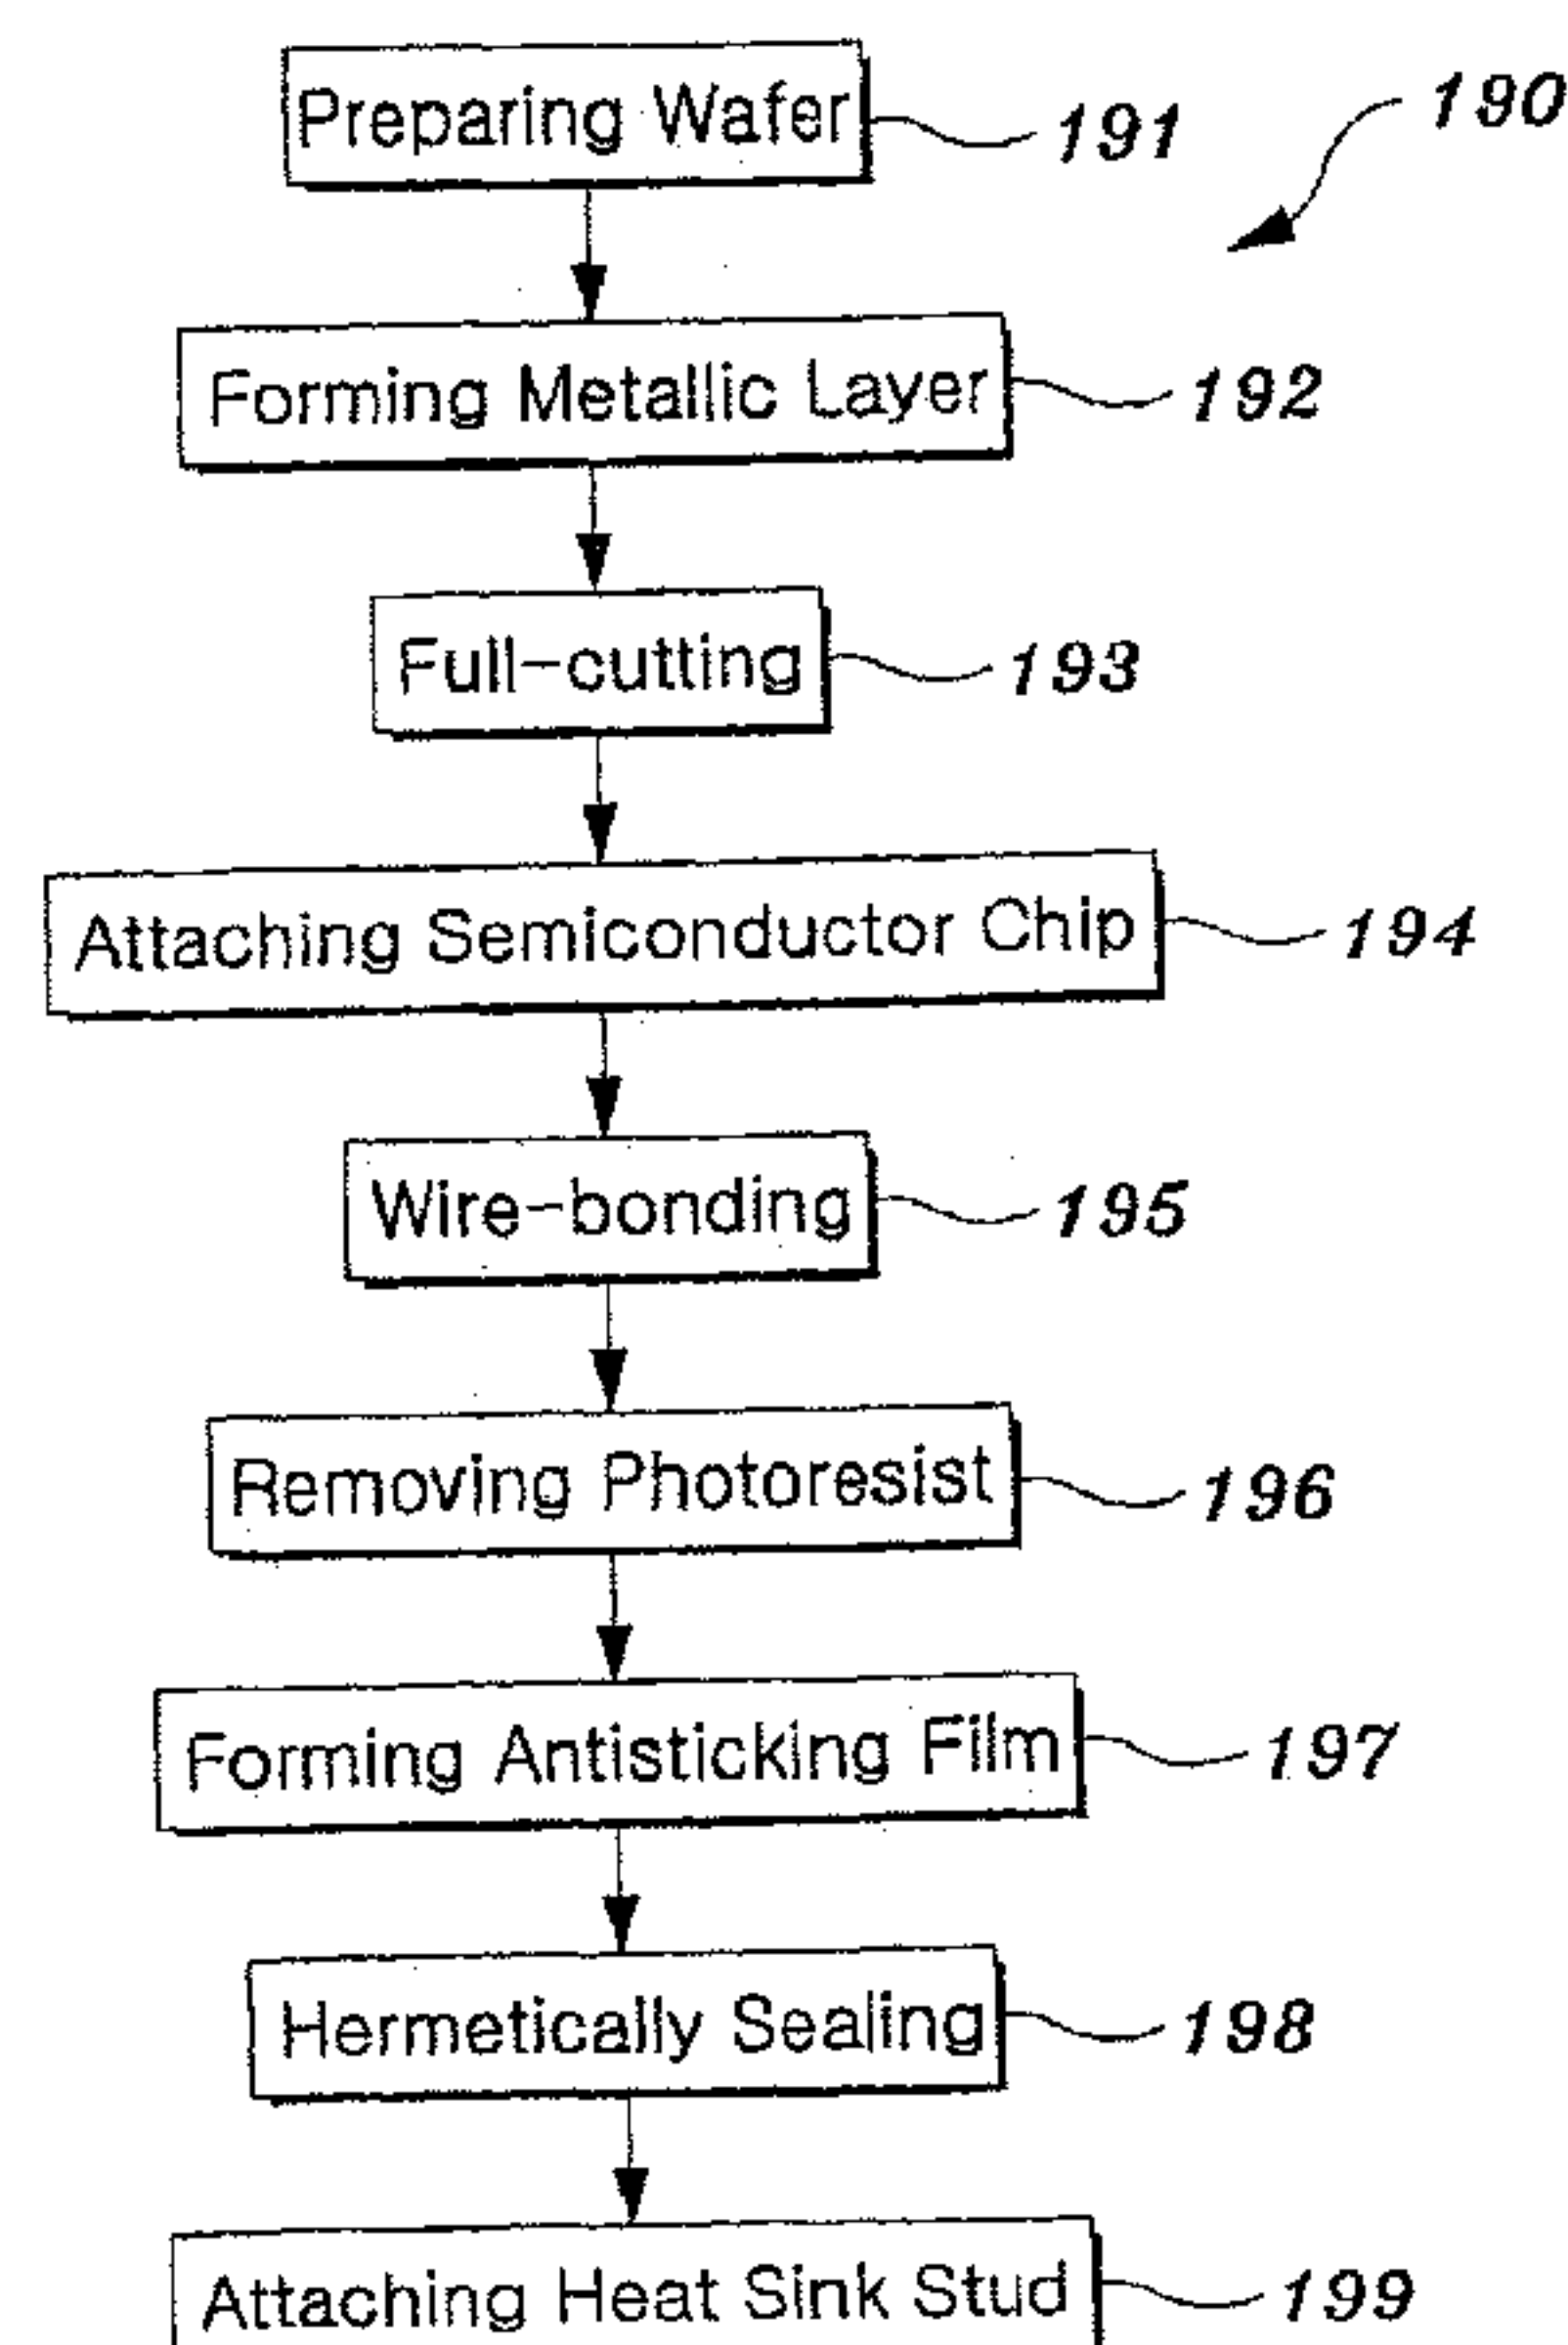 190
Preparing Wafer 191
Forming Metallic Layer 192
Full-cutting 193
Attaching Semiconductor Chip 194
Wire-bonding 195
Removing Photoresist 196
Forming Antisticking Film 197
Hermetically Sealing 198
Attaching Heat Sink Stud 199